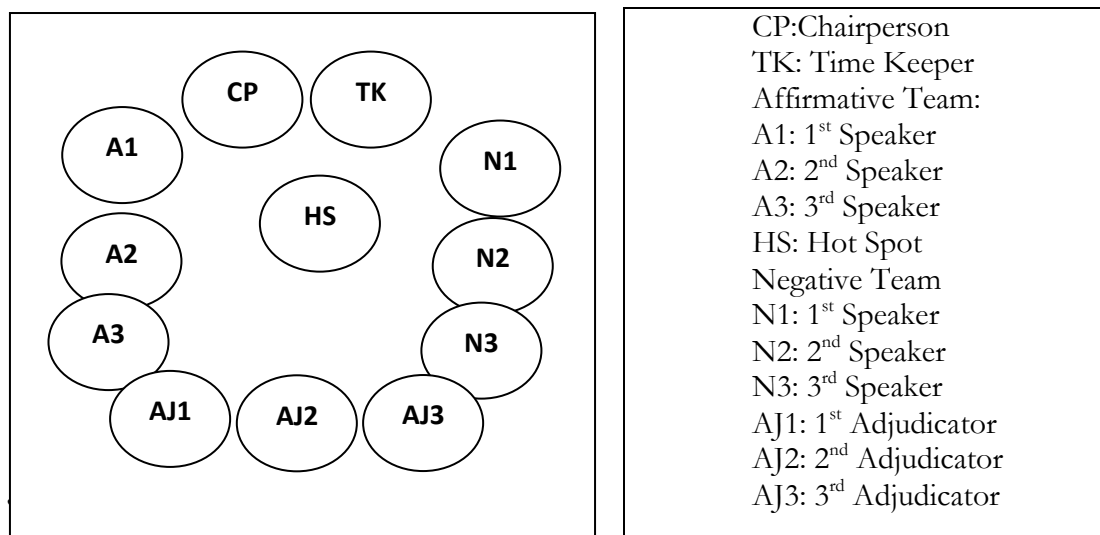 CP
TK
A1
N1
HS
A2
N2
A3
N3
AJ1
AJ2
AJ3
CP:Chairperson
TK: Time Keeper
Affirmative Team:
A1: 1st Speaker
A2: 2nd Speaker
A3: 3rd Speaker
HS: Hot Spot
Negative Team
N1: 1st Speaker
N2: 2nd Speaker
N3: 3rd Speaker
AJ1: 1st Adjudicator
AJ2: 2nd Adjudicator
AJ3: 3rd Adjudicator